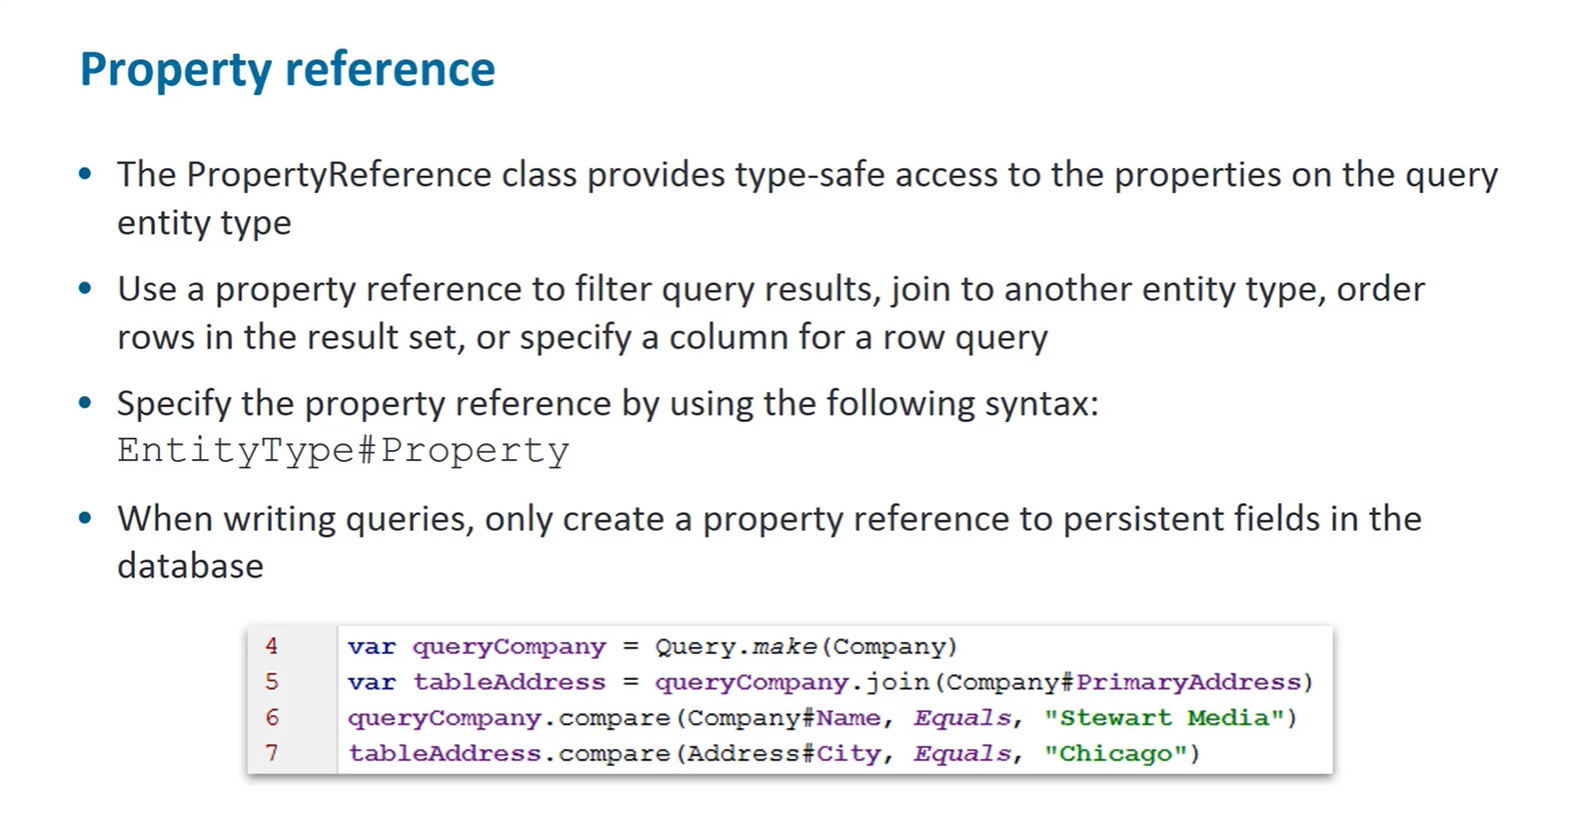 Property reference
• The PropertyReference class provides type-safe access to the properties on the query
entity type
• Use a property reference to filter query results, join to another entity type, order
rows in the result set, or specify a column for a row query
• Specify the property reference by using the following syntax:
EntityType#Property
• When writing queries, only create a property reference to persistent fields in the
database
4 var queryCompany = Query.make(Company)
5 var tableAddress = queryCompany.join(Company#PrimaryAddress)
6 queryCompany.compare(Company#Name, Equals, "Stewart Media")
7 tableAddress.compare(Address#City, Equals, "Chicago")